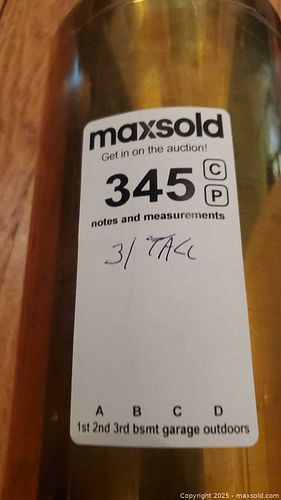 maxsold
Get in on the auction!
345 C
P
notes and measurements
31 TALL
A B C D
1st 2nd 3rd bsmt garage outdoors
Copyright 2025 - maxsold.com